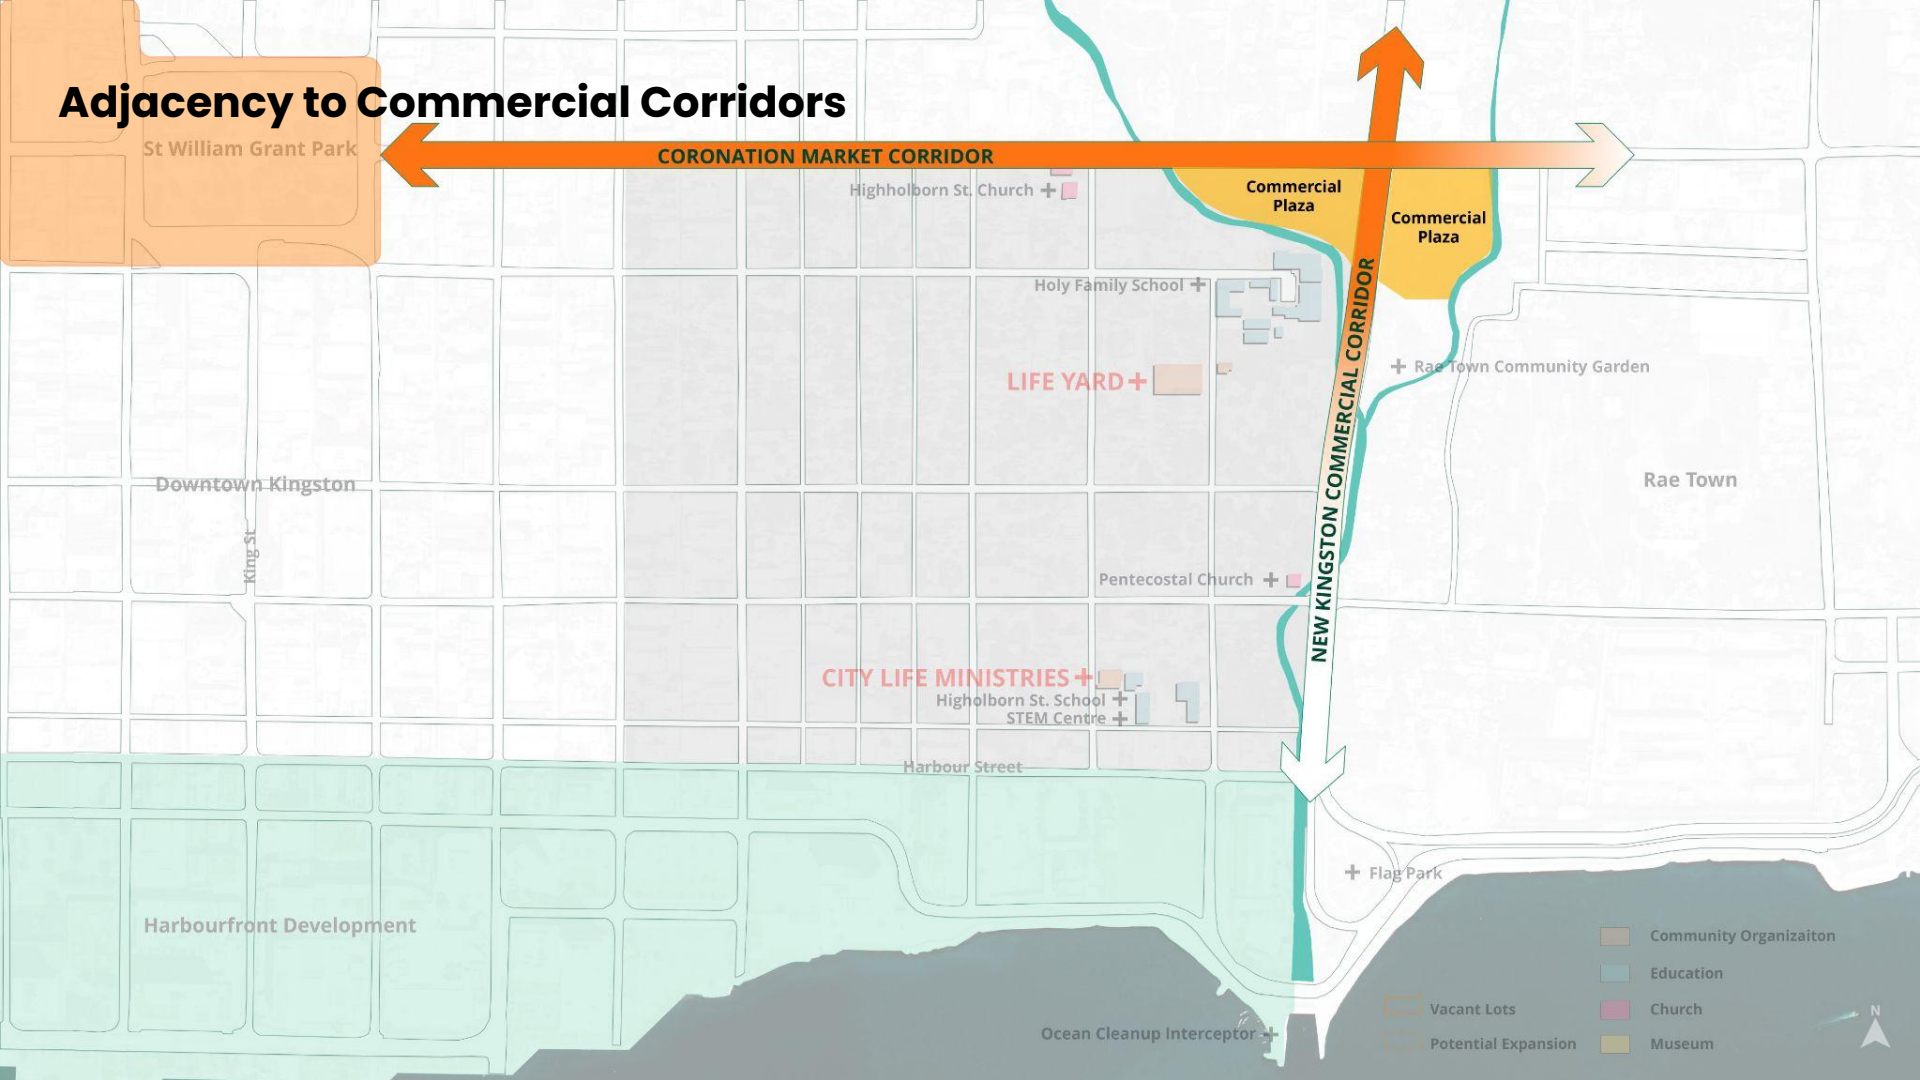 Adjacency to Commercial Corridors
St William Grant Park
CORONATION MARKET CORRIDOR
Highholborn St. Church
Commercial
Plaza
Commercial
Plaza
Holy Family School
NEW KINGSTON COMMERCIAL CORRIDOR
LIFE YARD
Rae Town Community Garden
Downtown Kingston
King St
Rae Town
Pentecostal Church
CITY LIFE MINISTRIES
Higholborn St. School
STEM Centre
Harbour Street
Flag Park
Harbourfront Development
Ocean Cleanup Interceptor
Vacant Lots
Potential Expansion
Community Organizaiton
Education
Church
Museum
N